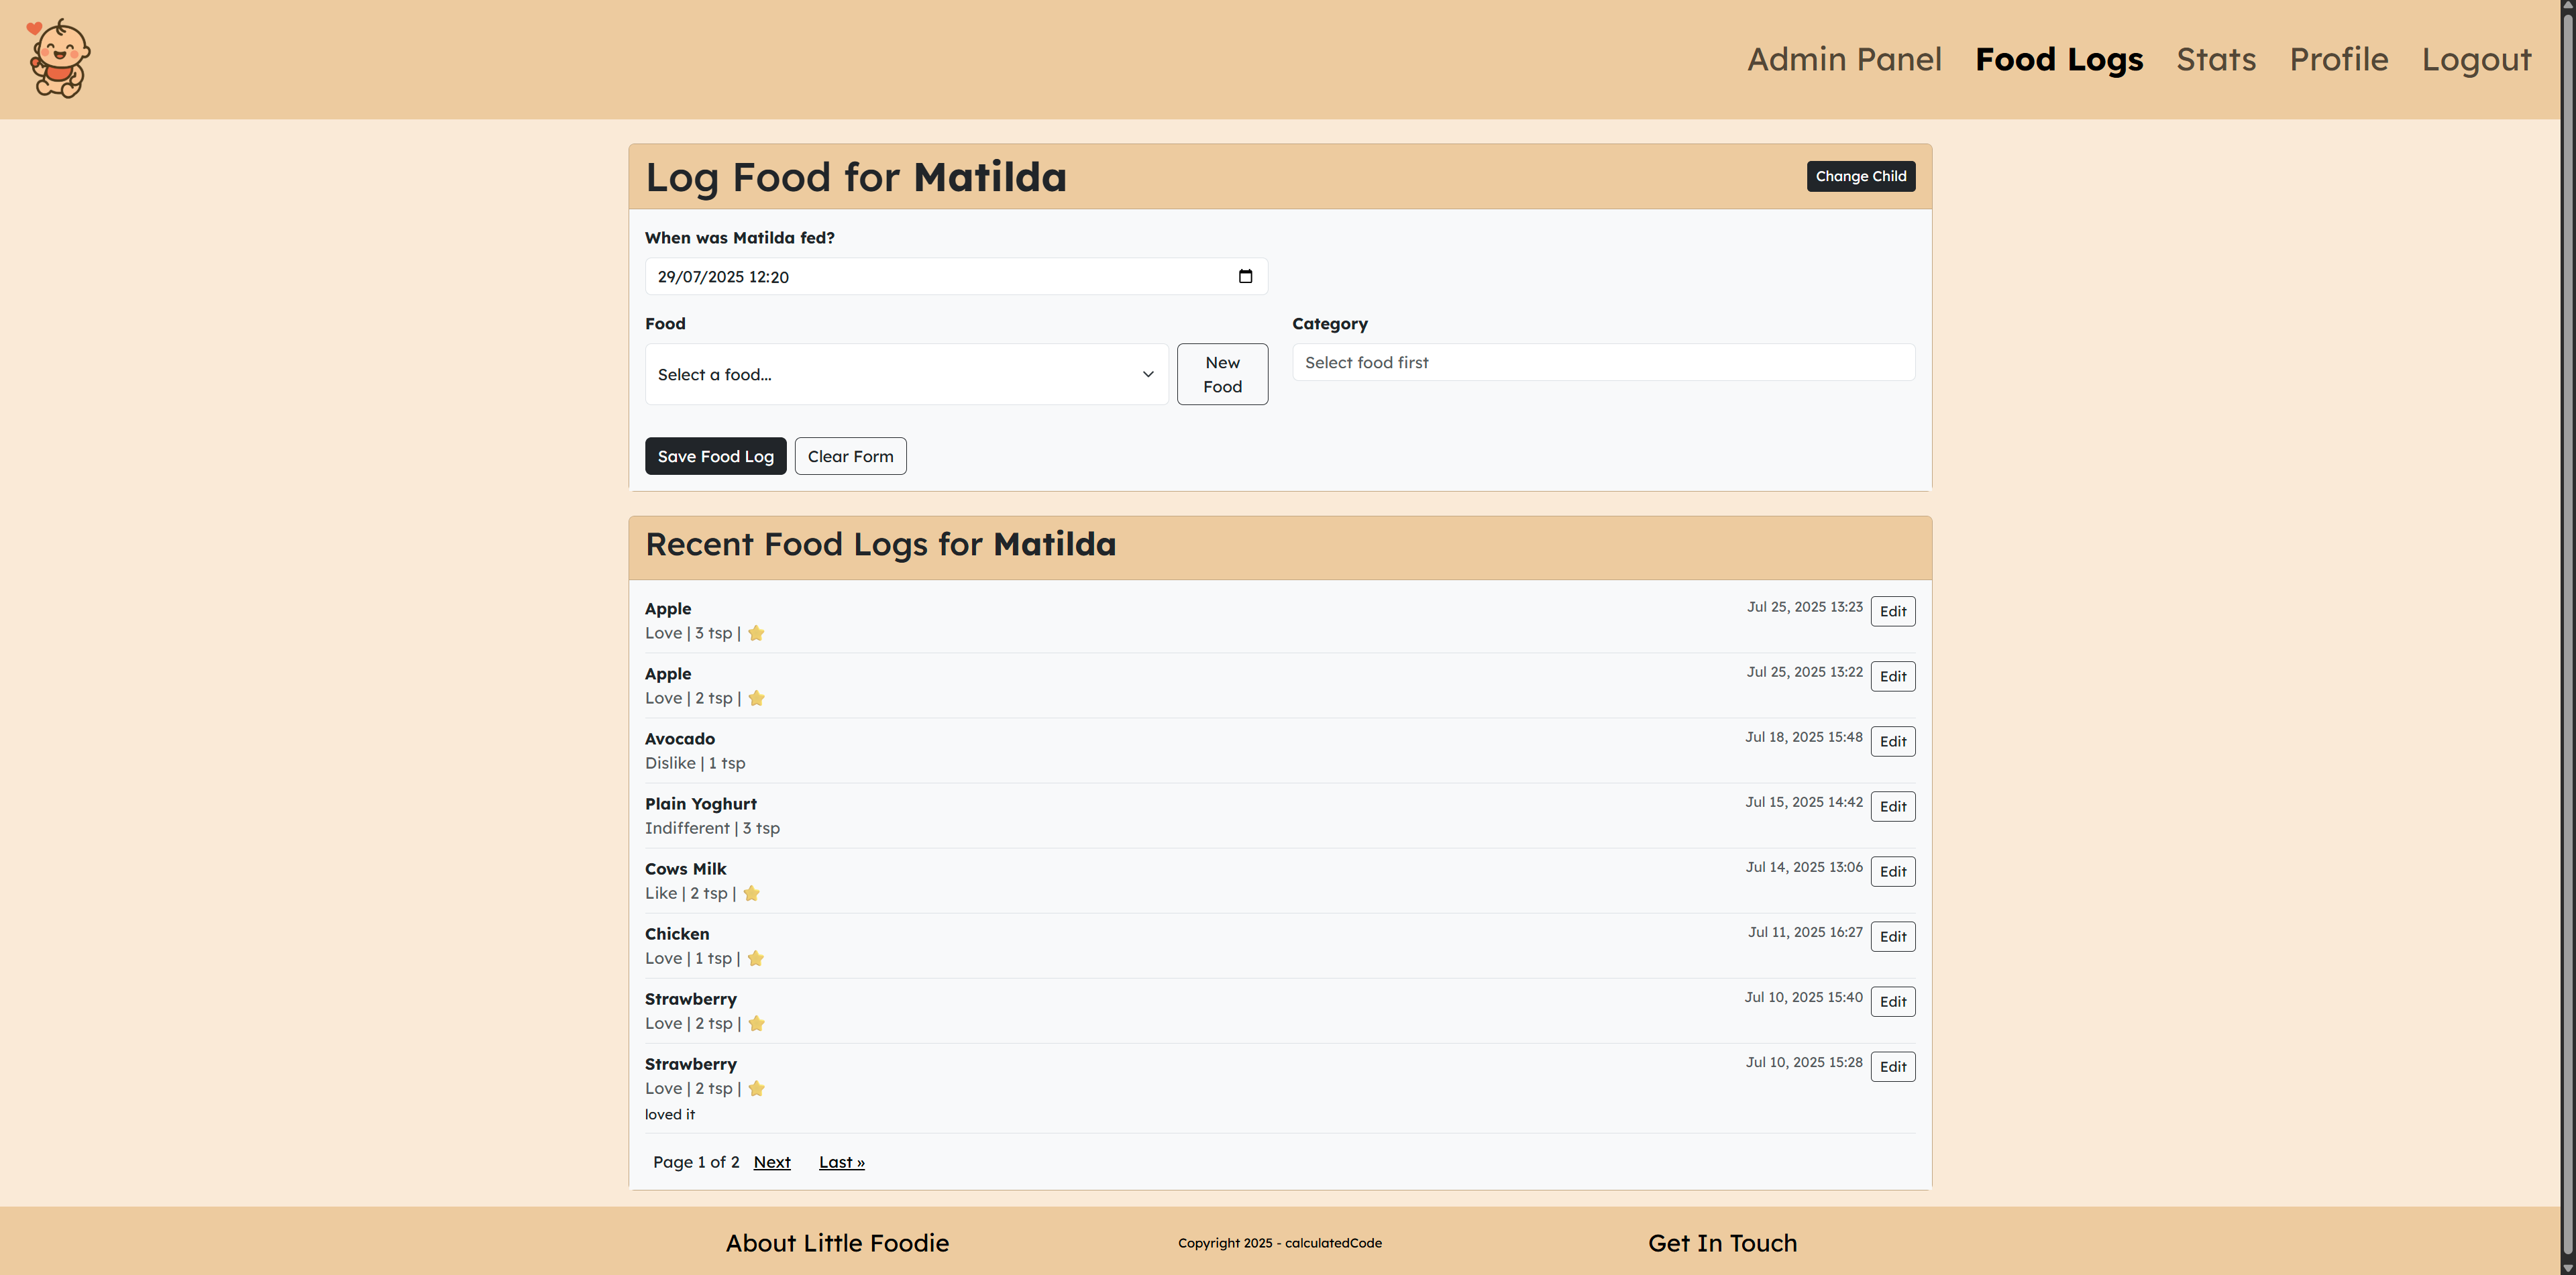 Admin Panel Food Logs Stats Profile Logout
Log Food for Matilda
Change Child
When was Matilda fed?
29/07/2025 12:20
Food
Category
Select a food...
New
Food
Select food first
Save Food Log
Clear Form
Recent Food Logs for Matilda
Apple
Jul 25, 2025 13:23
Edit
Love | 3 tsp |
Apple
Jul 25, 2025 13:22
Edit
Love | 2 tsp |
Avocado
Jul 18, 2025 15:48
Edit
Dislike | 1 tsp
Plain Yoghurt
Jul 15, 2025 14:42
Edit
Indifferent | 3 tsp
Cows Milk
Jul 14, 2025 13:06
Edit
Like | 2 tsp |
Chicken
Jul 11, 2025 16:27
Edit
Love | 1 tsp |
Strawberry
Jul 10, 2025 15:40
Edit
Love | 2 tsp |
Strawberry
Jul 10, 2025 15:28
Edit
Love | 2 tsp |
loved it
Page 1 of 2 Next Last »
About Little Foodie
Copyright 2025 - calculatedCode
Get In Touch